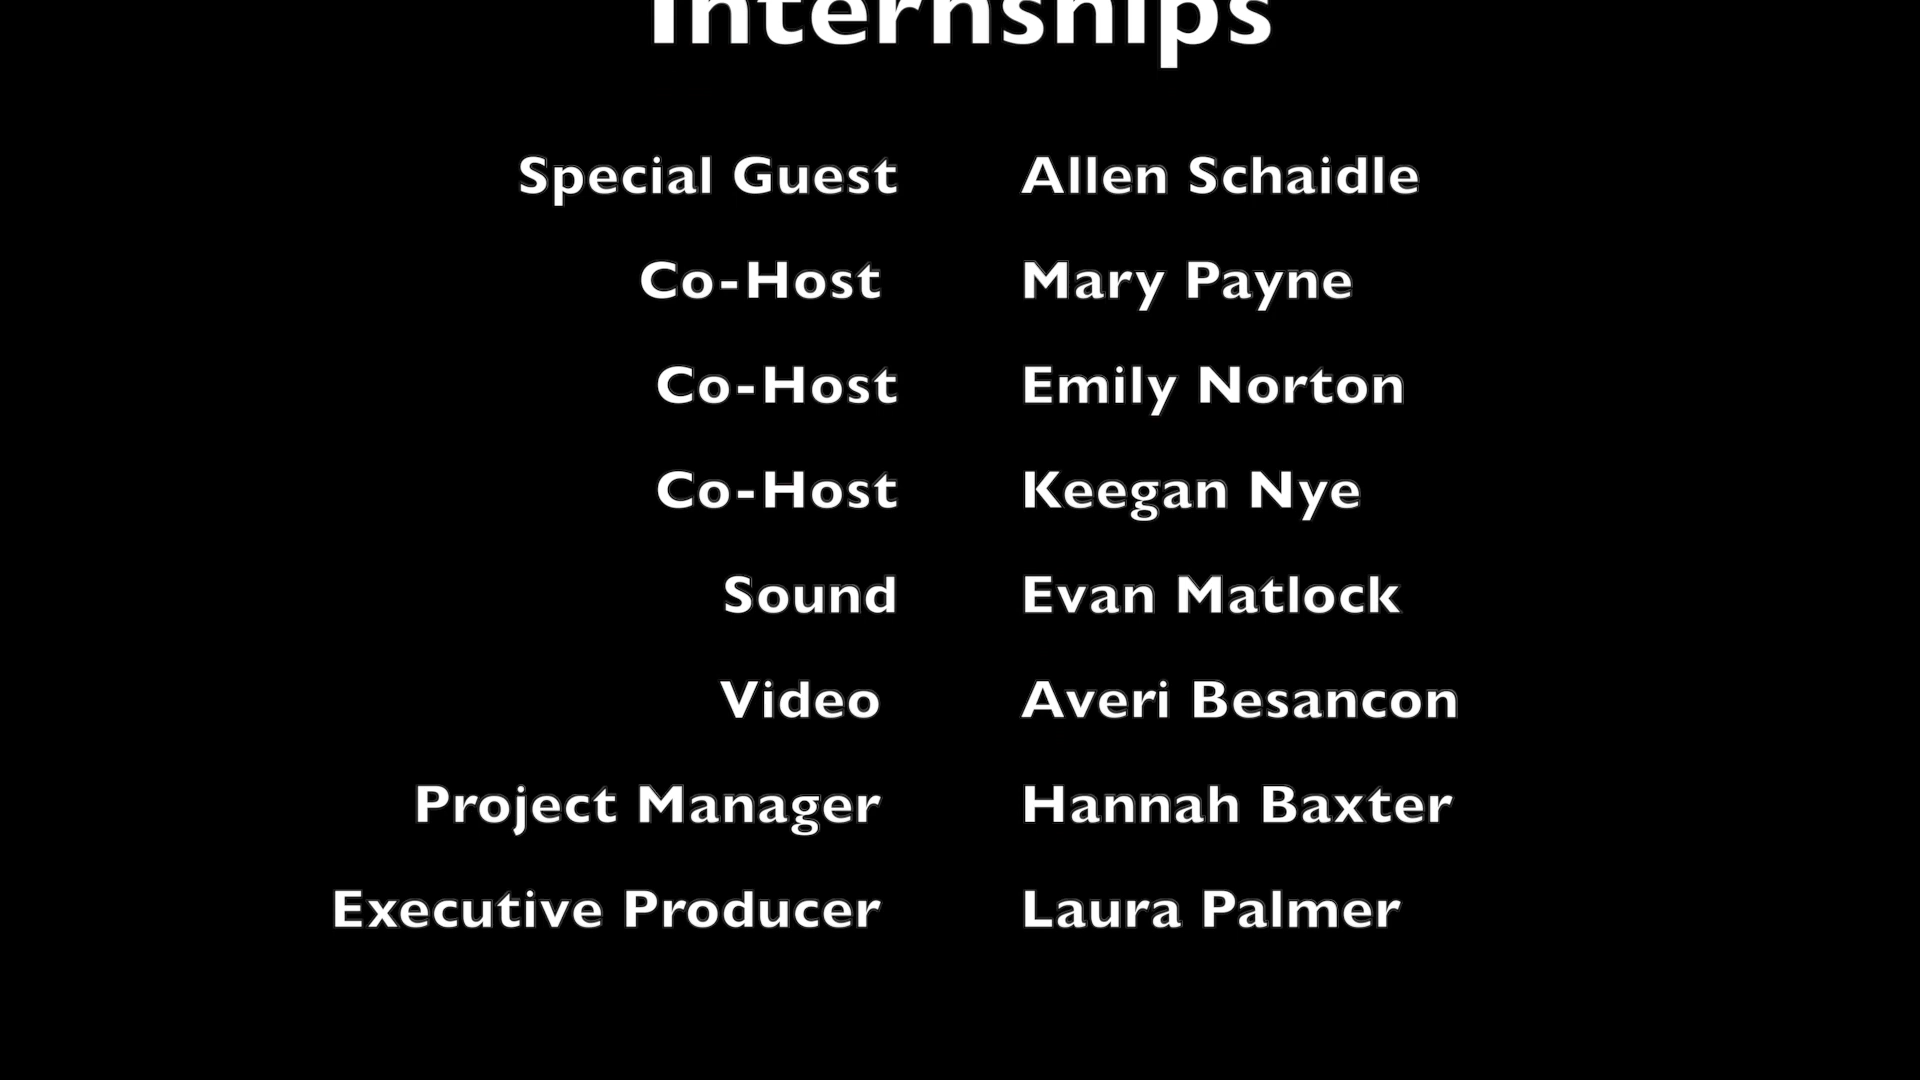 Internships
Special Guest Allen Schaidle
Co-Host Mary Payne
Co-Host Emily Norton
Co-Host Keegan Nye
Sound Evan Matlock
Video Averi Besancon
Project Manager Hannah Baxter
Executive Producer Laura Palmer